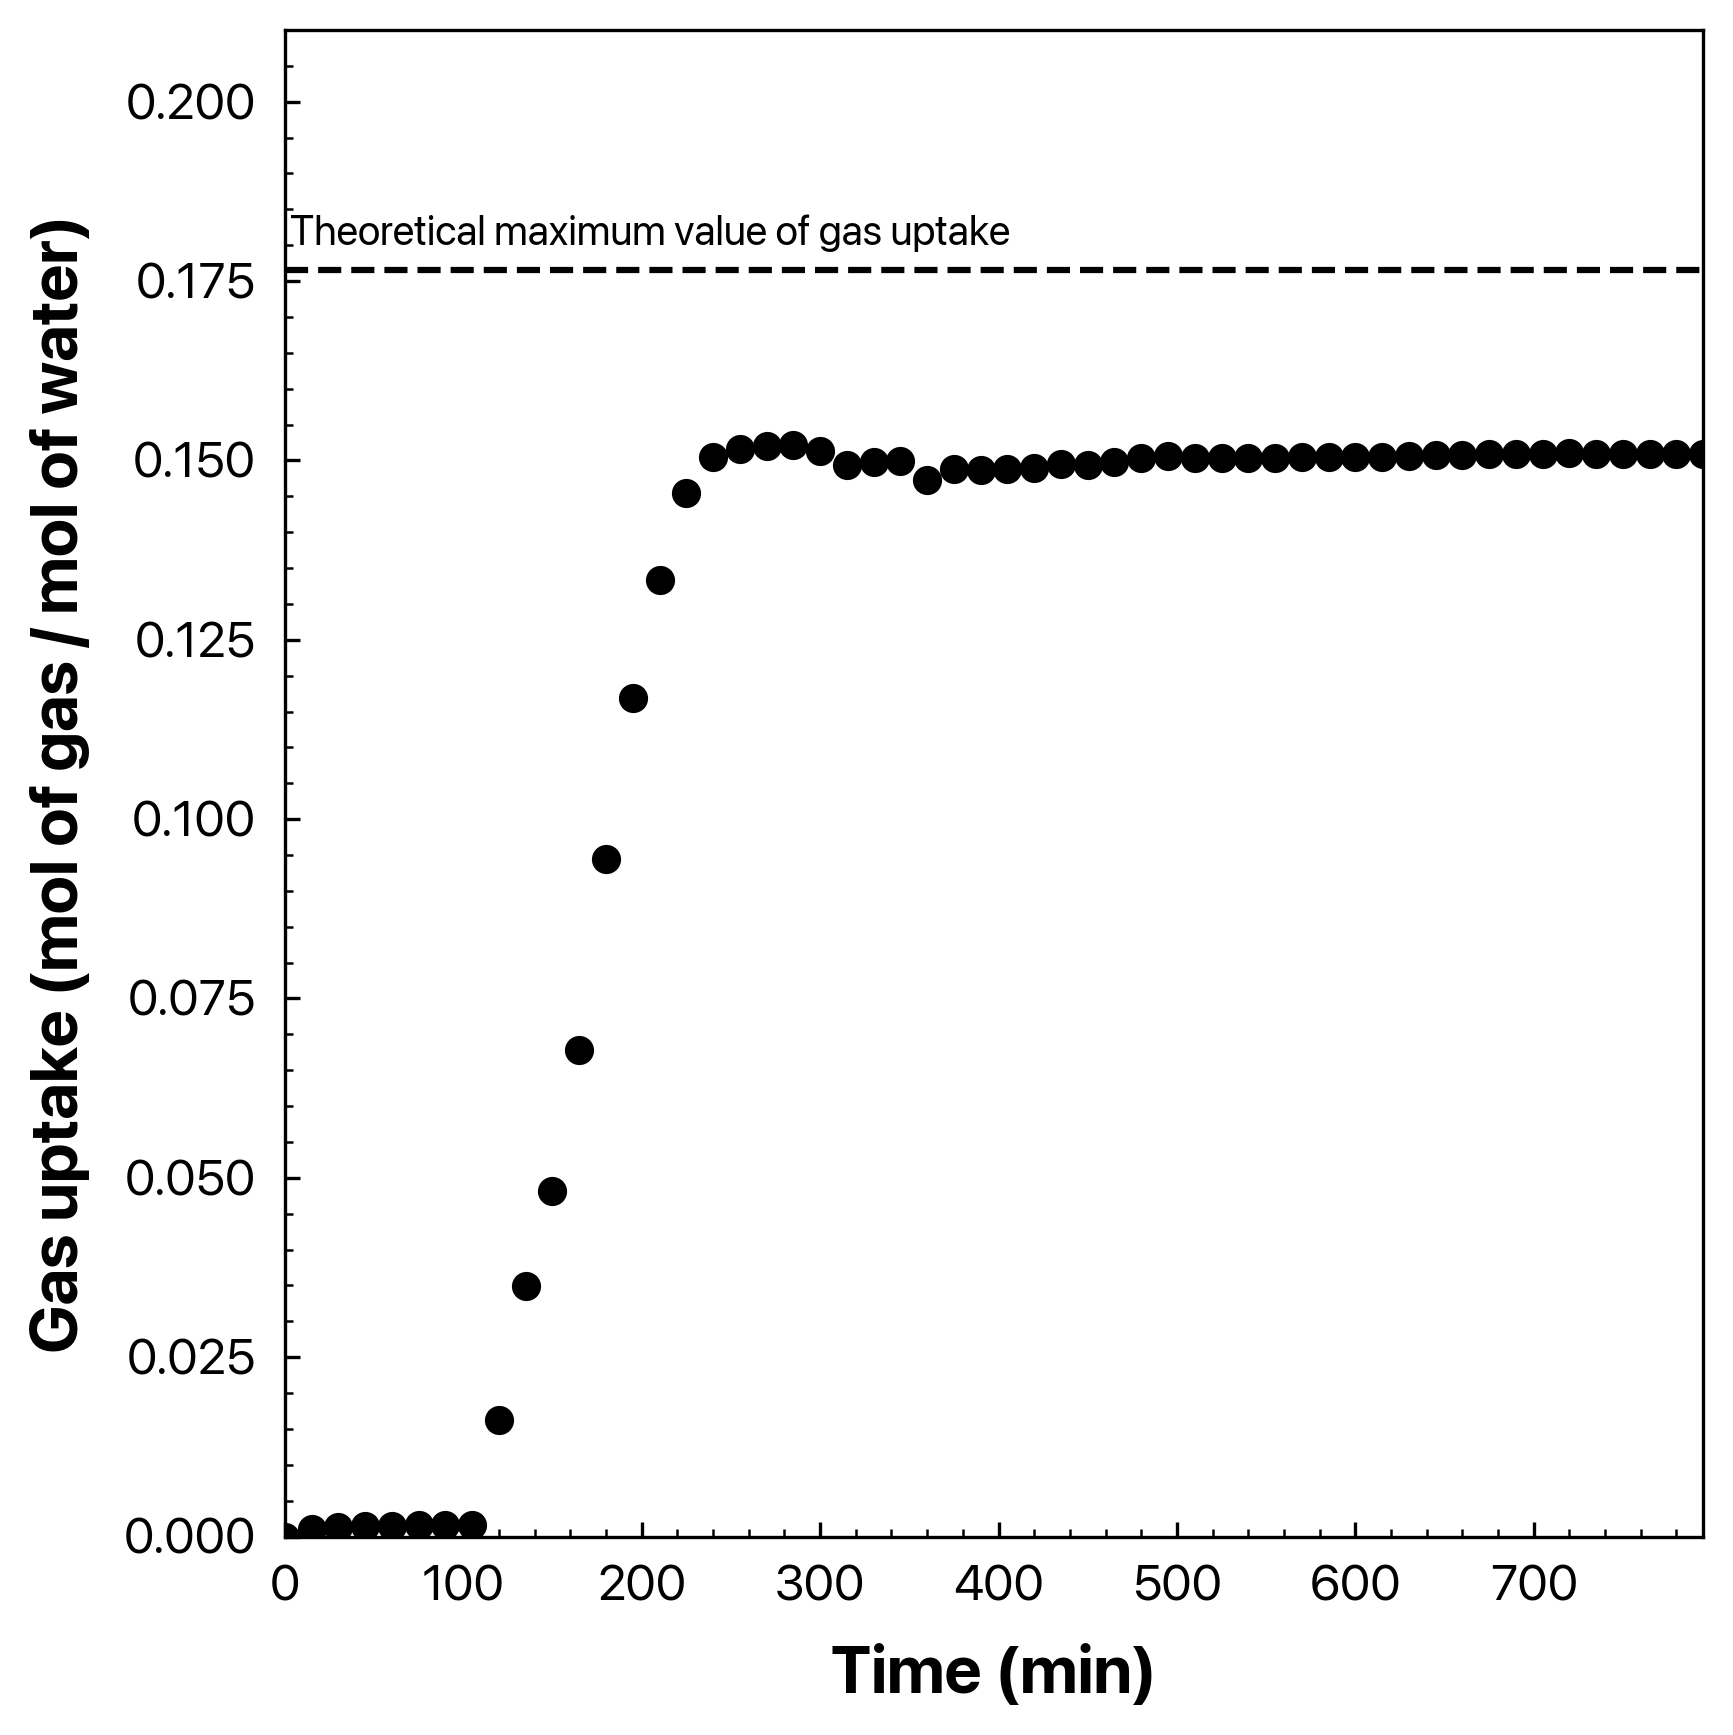 0.200
Theoretical maximum value of gas uptake
0.175
0.150
0.125
0.100
0.075
0.050
0.025
0.000
Gas uptake (mol of gas / mol of water)
0 100 200 300 400 500 600 700
Time (min)